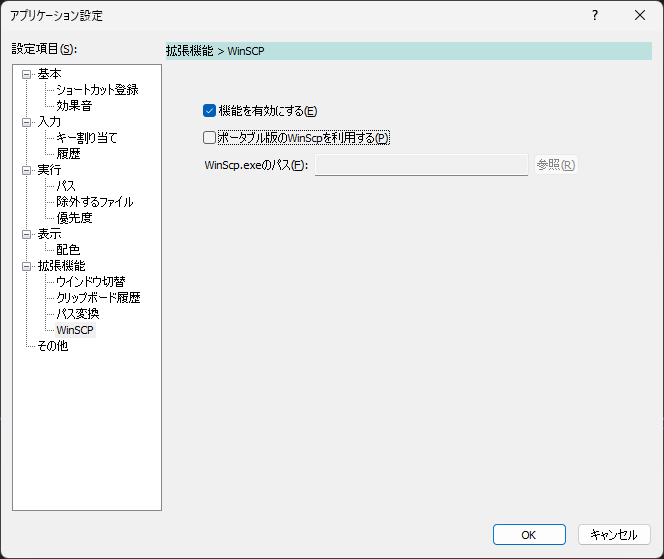 アプリケーション設定
設定項目(S):
基本
ショートカット登録
効果音
入力
キー割り当て
履歴
実行
パス
除外するファイル
優先度
表示
配色
拡張機能
ウインドウ切替
クリップボード履歴
パス変換
WinSCP
その他
拡張機能 > WinSCP
機能を有効にする(E)
ポータブル版のWinScpを利用する(P)
WinScp.exeのパス(F):
参照(R)
OK
キャンセル